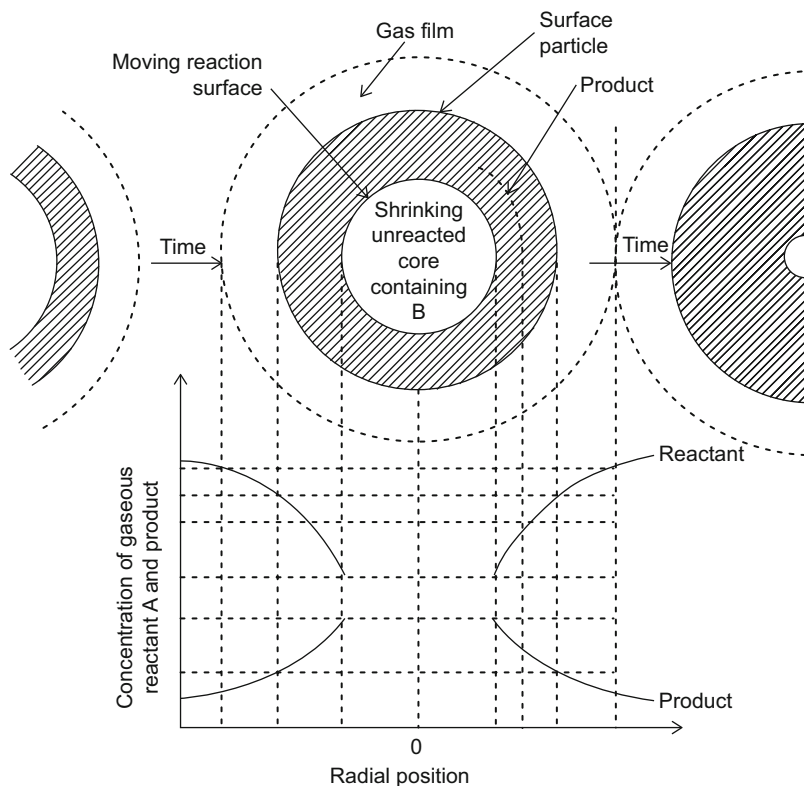 Gas film
Surface
particle
Moving reaction
surface
Product
Shrinking
unreacted
core
containing
B
Time
Time
Concentration of gaseous
reactant A and product
Reactant
Product
0
Radial position